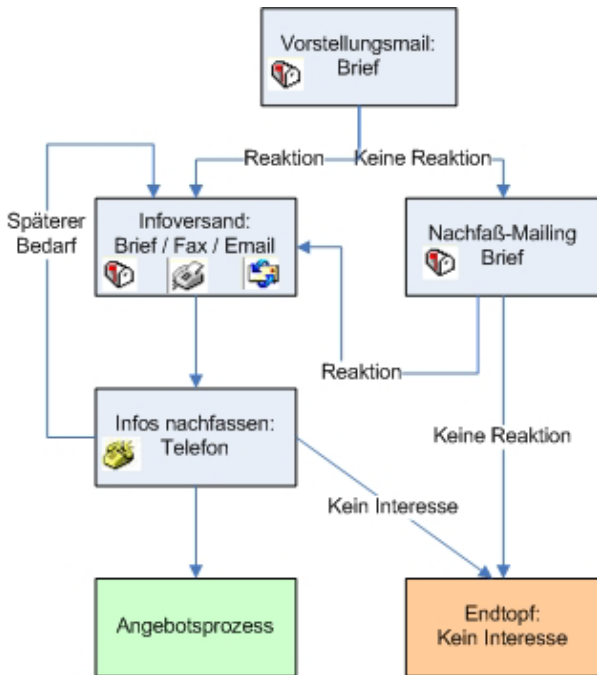 Vorstellungsmail:
Brief
Reaktion
Keine Reaktion
Späterer
Bedarf
Infoversand:
Brief / Fax / Email
Nachfaß-Mailing
Brief
Reaktion
Infos nachfassen:
Telefon
Keine Reaktion
Kein Interesse
Angebotsprozess
Endtopf:
Kein Interesse